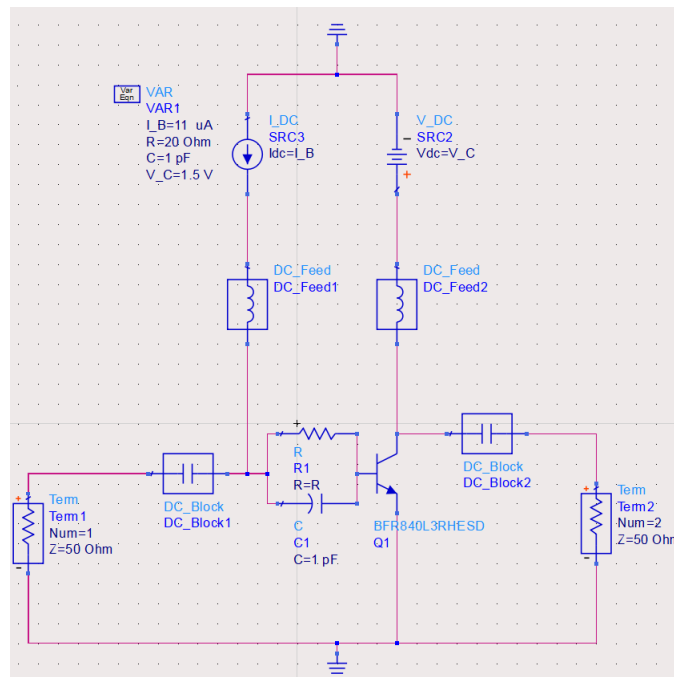 Var
Eqn
VAR
VAR1
I_B=11 uA
R=20 Ohm
C=1 pF
V_C=1.5 V
I_DC
SRC3
Idc=I_B
V_DC
SRC2
Vdc=V_C
DC_Feed
DC_Feed1
DC_Feed
DC_Feed2
R
R1
R=R
DC_Block
DC_Block1
C
C1
C=1 pF
BFR840L3RHESD
Q1
DC_Block
DC_Block2
Term
Term1
Num=1
Z=50 Ohm
Term
Term2
Num=2
Z=50 Ohm